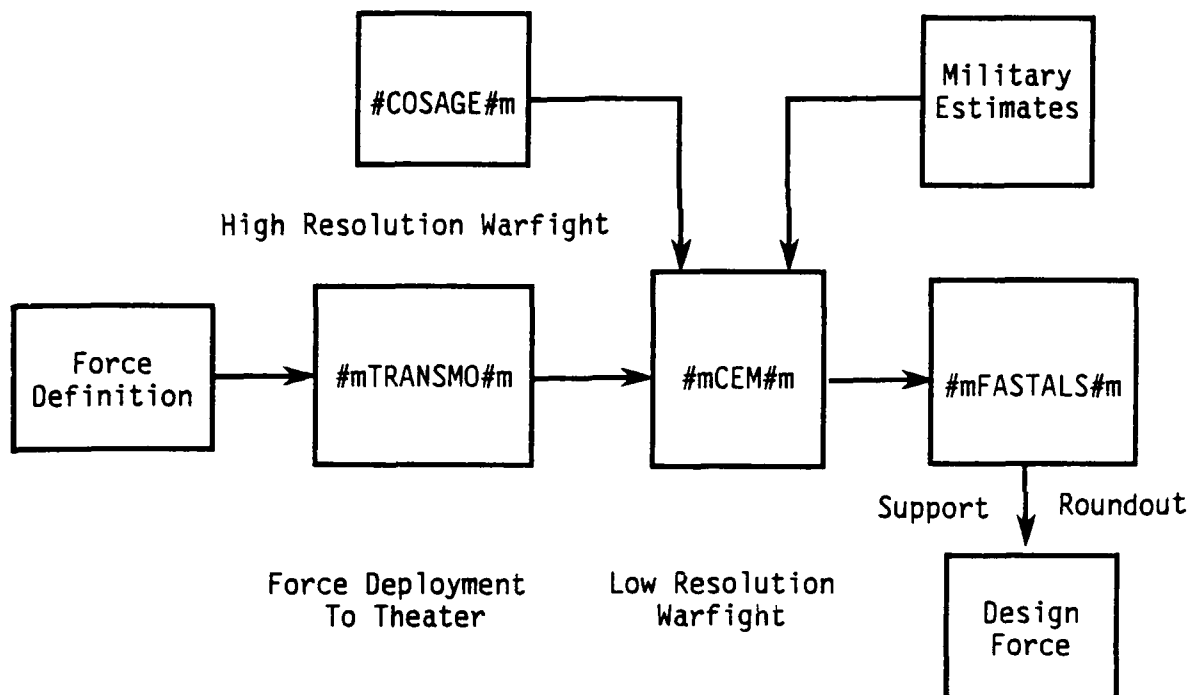 #COSAGE#m
Military
Estimates
High Resolution Warfight
Force
Definition
#mTRANSMO#m
#mCEM#m
#mFASTALS#m
Support Roundout
Force Deployment
To Theater
Low Resolution
Warfight
Design
Force